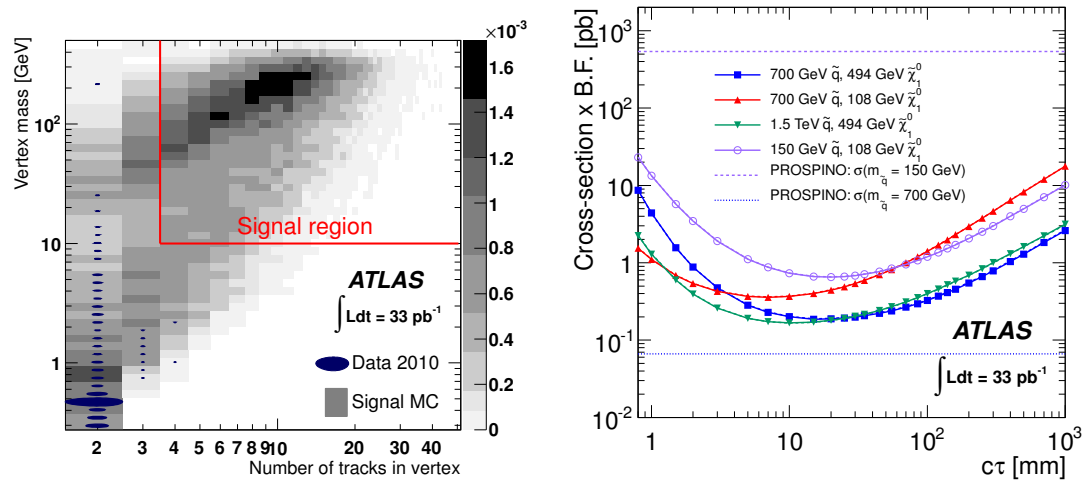 ×10⁻³
Vertex mass [GeV]
10²
10
1
Signal region
ATLAS
∫ Ldt = 33 pb⁻¹
Data 2010
Signal MC
2 3 4 5 6 7 8 9 10 20 30 40
Number of tracks in vertex
1.6
1.4
1.2
1
0.8
0.6
0.4
0.2
0
Cross-section x B.F. [pb]
10³
10²
10
1
10⁻¹
10⁻²
700 GeV q̃, 494 GeV χ̃₁⁰
700 GeV q̃, 108 GeV χ̃₁⁰
1.5 TeV q̃, 494 GeV χ̃₁⁰
150 GeV q̃, 108 GeV χ̃₁⁰
PROSPINO: σ(m_q̃ = 150 GeV)
PROSPINO: σ(m_q̃ = 700 GeV)
ATLAS
∫ Ldt = 33 pb⁻¹
1 10 10² 10³
cτ [mm]